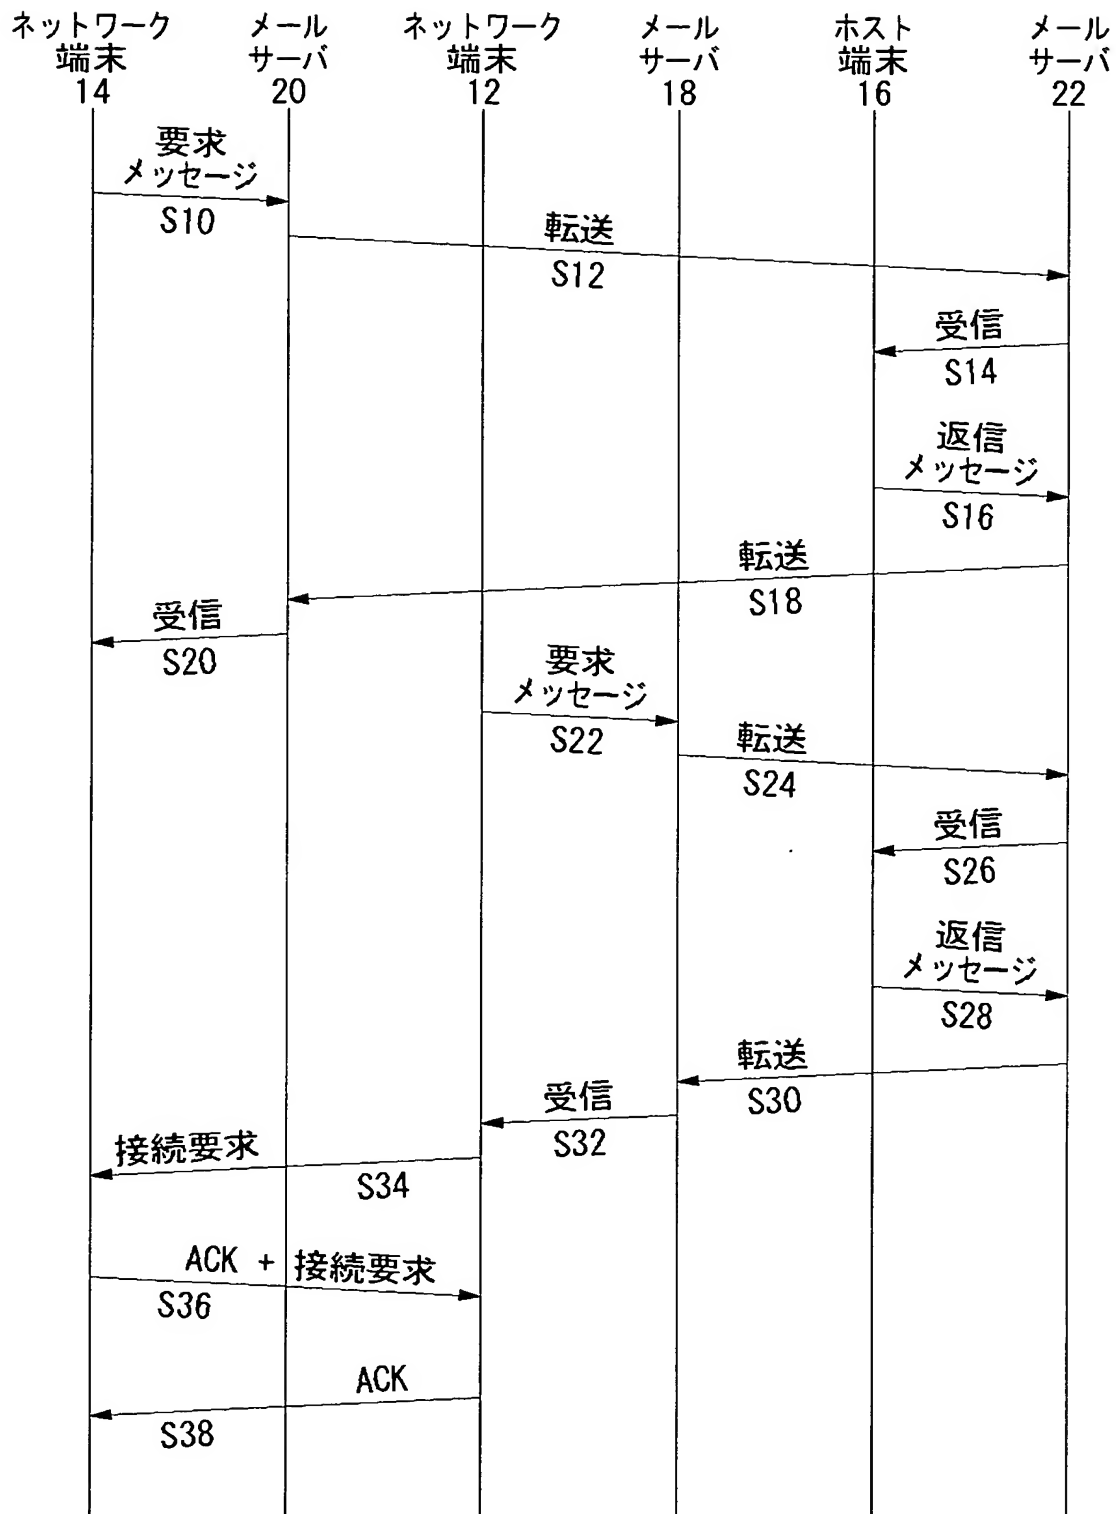 ネットワーク
端末
14
メール
サーバ
20
ネットワーク
端末
12
メール
サーバ
18
ホスト
端末
16
メール
サーバ
22
要求
メッセージ
S10
転送
S12
受信
S14
返信
メッセージ
S16
転送
S18
受信
S20
要求
メッセージ
S22
転送
S24
受信
S26
返信
メッセージ
S28
転送
S30
受信
S32
接続要求
S34
ACK + 接続要求
S36
ACK
S38